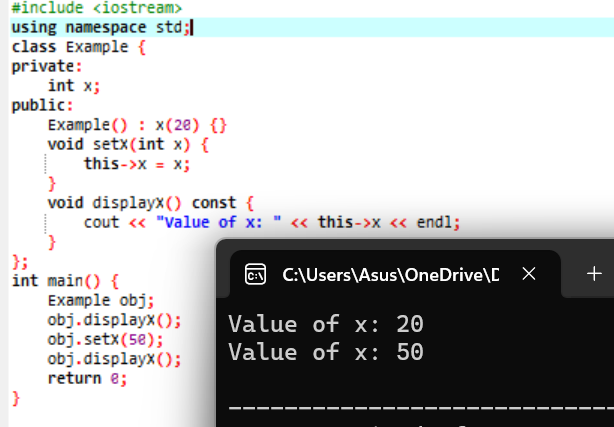 #include <iostream>
using namespace std;
class Example {
private:
    int x;
public:
    Example() : x(20) {}
    void setX(int x) {
        this->x = x;
    }
    void displayX() const {
        cout << "Value of x: " << this->x << endl;
    }
};
int main() {
    Example obj;
    obj.displayX();
    obj.setX(50);
    obj.displayX();
    return 0;
}
C:\Users\Asus\OneDrive\D
Value of x: 20
Value of x: 50
--------------------------------